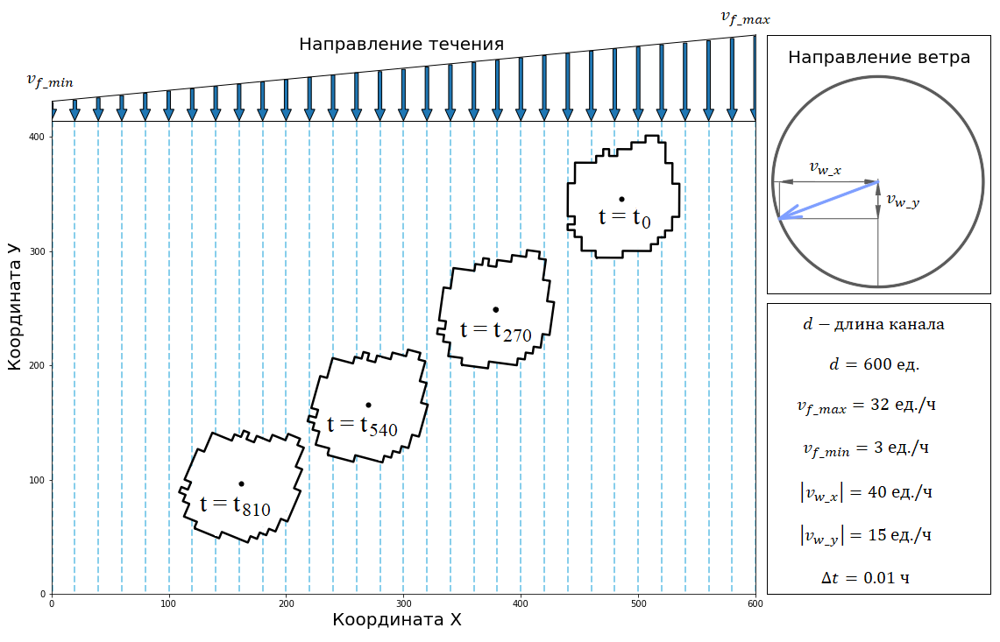 v_f_max
Направление течения
v_f_min
Направление ветра
v_w_x
v_w_y
t = t0
t = t270
t = t540
t = t810
Координата У
400
300
200
100
0
0 100 200 300 400 500 600
Координата X
d − длина канала
d = 600 ед.
v_f_max = 32 ед./ч
v_f_min = 3 ед./ч
|v_w_x| = 40 ед./ч
|v_w_y| = 15 ед./ч
Δt = 0.01 ч